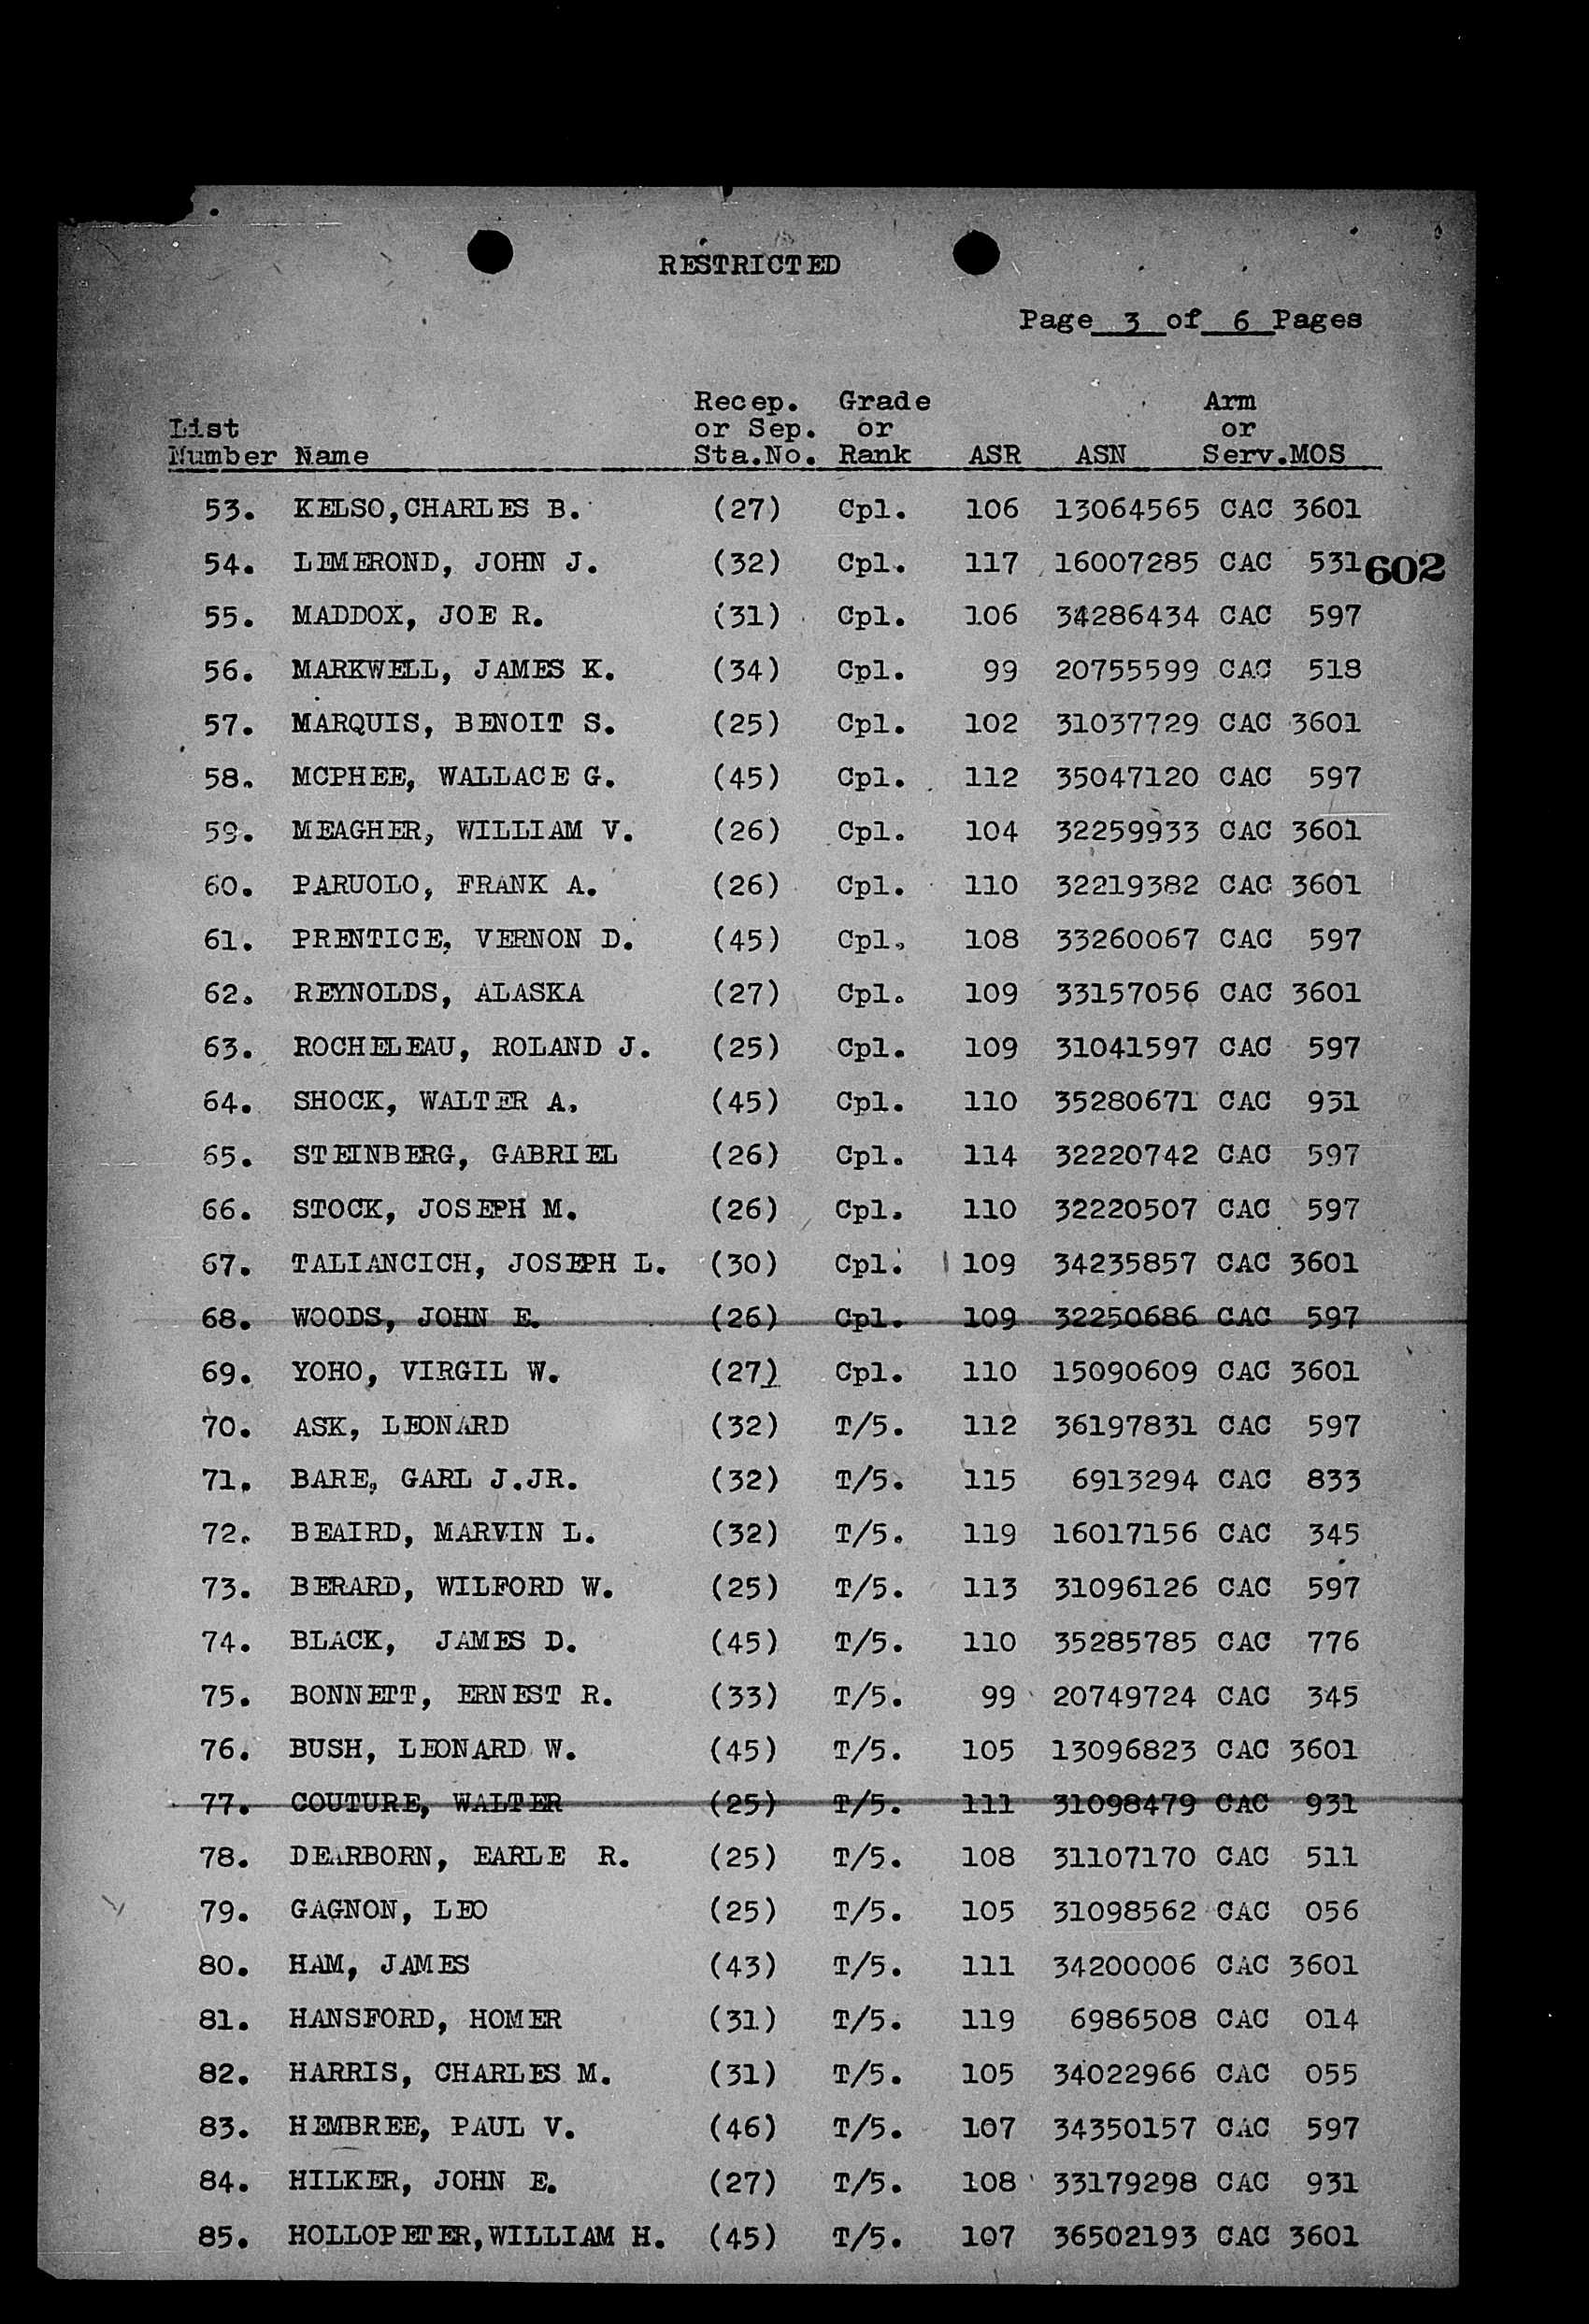 RESTRICTED
Page 3 of 6 Pages
Recep. Grade Arm
List or Sep. or or
Number Name Sta.No. Rank ASR ASN Serv.MOS
53. KELSO,CHARLES B. (27) Cpl. 106 13064565 CAC 3601
54. LEMEROND, JOHN J. (32) Cpl. 117 16007285 CAC 531 602
55. MADDOX, JOE R. (31) Cpl. 106 34286434 CAC 597
56. MARKWELL, JAMES K. (34) Cpl. 99 20755599 CAC 518
57. MARQUIS, BENOIT S. (25) Cpl. 102 31037729 CAC 3601
58. MCPHEE, WALLACE G. (45) Cpl. 112 35047120 CAC 597
59. MEAGHER, WILLIAM V. (26) Cpl. 104 32259933 CAC 3601
60. PARUOLO, FRANK A. (26) Cpl. 110 32219382 CAC 3601
61. PRENTICE, VERNON D. (45) Cpl. 108 33260067 CAC 597
62. REYNOLDS, ALASKA (27) Cpl. 109 33157056 CAC 3601
63. ROCHELEAU, ROLAND J. (25) Cpl. 109 31041597 CAC 597
64. SHOCK, WALTER A. (45) Cpl. 110 35280671 CAC 931
65. STEINBERG, GABRIEL (26) Cpl. 114 32220742 CAC 597
66. STOCK, JOSEPH M. (26) Cpl. 110 32220507 CAC 597
67. TALIANCICH, JOSEPH L. (30) Cpl. 109 34235857 CAC 3601
68. WOODS, JOHN E. (26) Cpl. 109 32250686 CAC 597
69. YOHO, VIRGIL W. (27) Cpl. 110 15090609 CAC 3601
70. ASK, LEONARD (32) T/5. 112 36197831 CAC 597
71. BARE, GARL J.JR. (32) T/5. 115 6913294 CAC 833
72. BEAIRD, MARVIN L. (32) T/5. 119 16017156 CAC 345
73. BERARD, WILFORD W. (25) T/5. 113 31096126 CAC 597
74. BLACK, JAMES D. (45) T/5. 110 35285785 CAC 776
75. BONNETT, ERNEST R. (33) T/5. 99 20749724 CAC 345
76. BUSH, LEONARD W. (45) T/5. 105 13096823 CAC 3601
77. COUTURE, WALTER (25) T/5. 111 31098479 CAC 931
78. DEARBORN, EARLE R. (25) T/5. 108 31107170 CAC 511
79. GAGNON, LEO (25) T/5. 105 31098562 CAC 056
80. HAM, JAMES (43) T/5. 111 34200006 CAC 3601
81. HANSFORD, HOMER (31) T/5. 119 6986508 CAC 014
82. HARRIS, CHARLES M. (31) T/5. 105 34022966 CAC 055
83. HEMBREE, PAUL V. (46) T/5. 107 34350157 CAC 597
84. HILKER, JOHN E. (27) T/5. 108 33179298 CAC 931
85. HOLLOPETER,WILLIAM H. (45) T/5. 107 36502193 CAC 3601